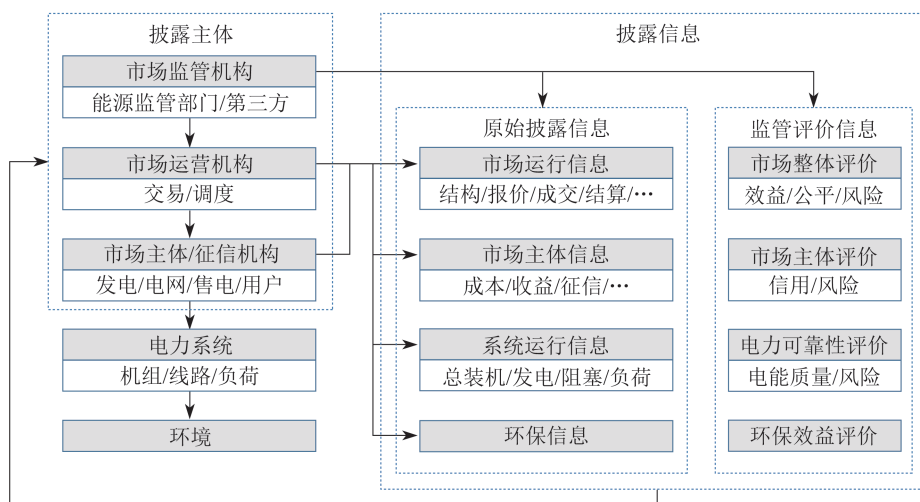 披露主体
市场监管机构
能源监管部门/第三方
市场运营机构
交易/调度
市场主体/征信机构
发电/电网/售电/用户
电力系统
机组/线路/负荷
环境
披露信息
原始披露信息
市场运行信息
结构/报价/成交/结算/…
市场主体信息
成本/收益/征信/…
系统运行信息
总装机/发电/阻塞/负荷
环保信息
监管评价信息
市场整体评价
效益/公平/风险
市场主体评价
信用/风险
电力可靠性评价
电能质量/风险
环保效益评价